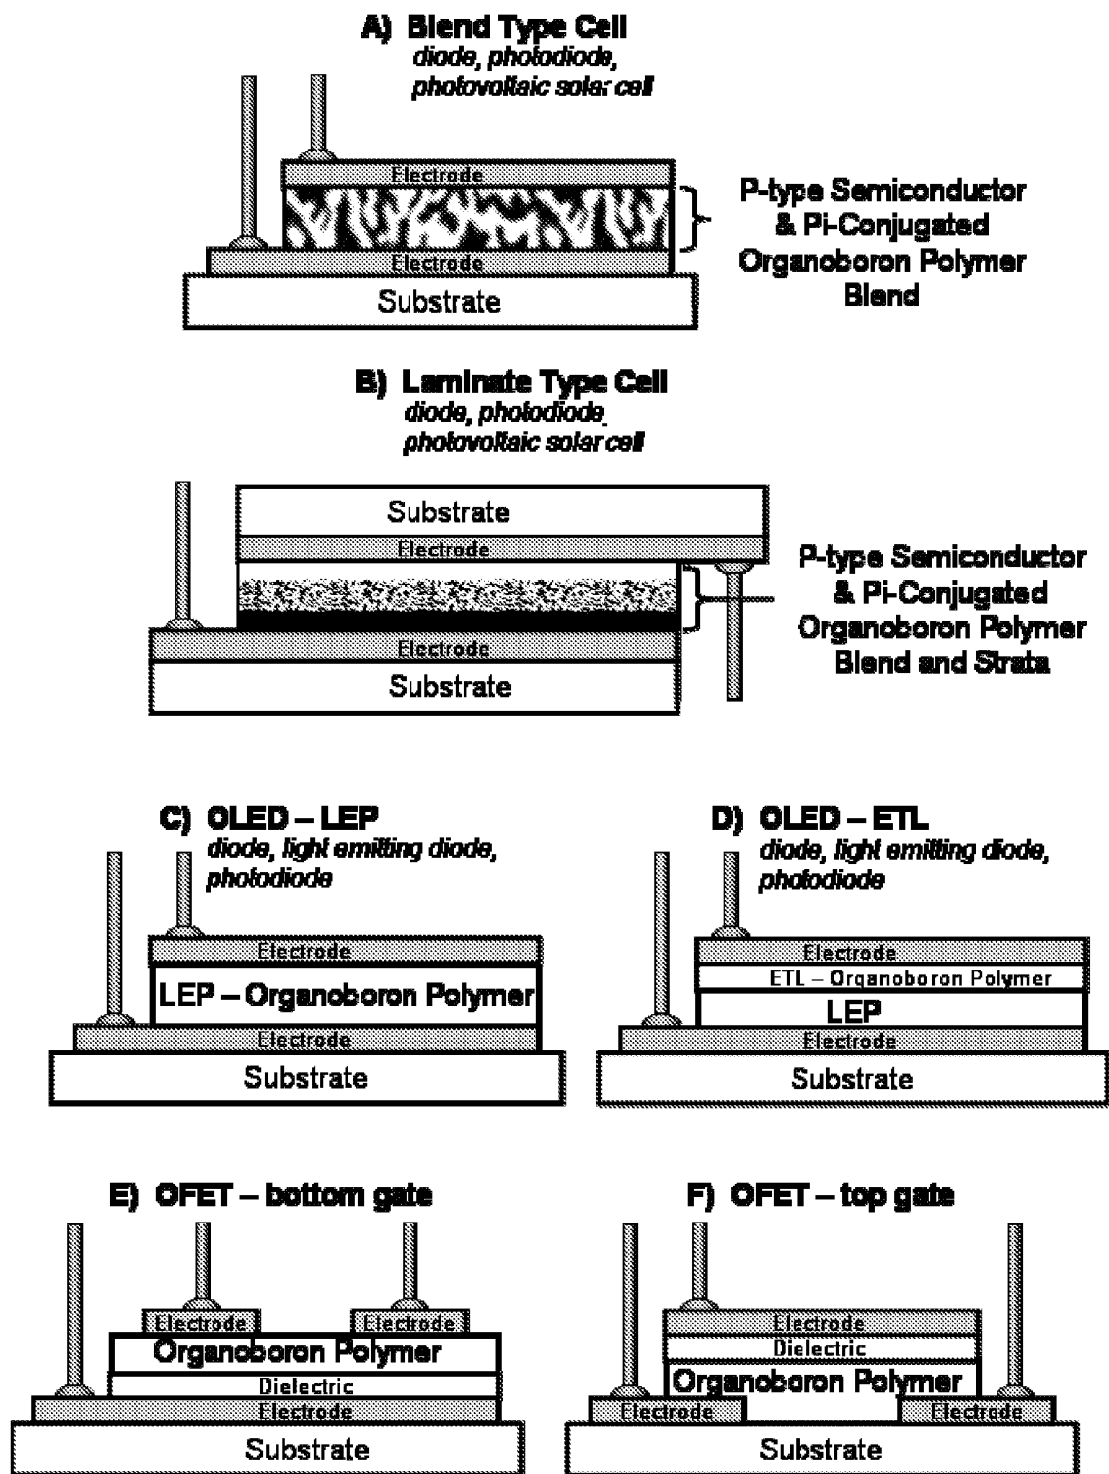 A) Blend Type Cell
diode, photodiode,
photovoltaic solar cell
Electrode
P-type Semiconductor
& Pi-Conjugated
Organoboron Polymer
Blend
Electrode
Substrate
B) Laminate Type Cell
diode, photodiode,
photovoltaic solar cell
Substrate
Electrode
P-type Semiconductor
& Pi-Conjugated
Organoboron Polymer
Blend and Strata
Electrode
Substrate
C) OLED – LEP
diode, light emitting diode,
photodiode
Electrode
LEP – Organoboron Polymer
Electrode
Substrate
D) OLED – ETL
diode, light emitting diode,
photodiode
Electrode
ETL – Organoboron Polymer
LEP
Electrode
Substrate
E) OFET – bottom gate
Electrode
Electrode
Organoboron Polymer
Dielectric
Electrode
Substrate
F) OFET – top gate
Electrode
Dielectric
Organoboron Polymer
Electrode
Electrode
Substrate